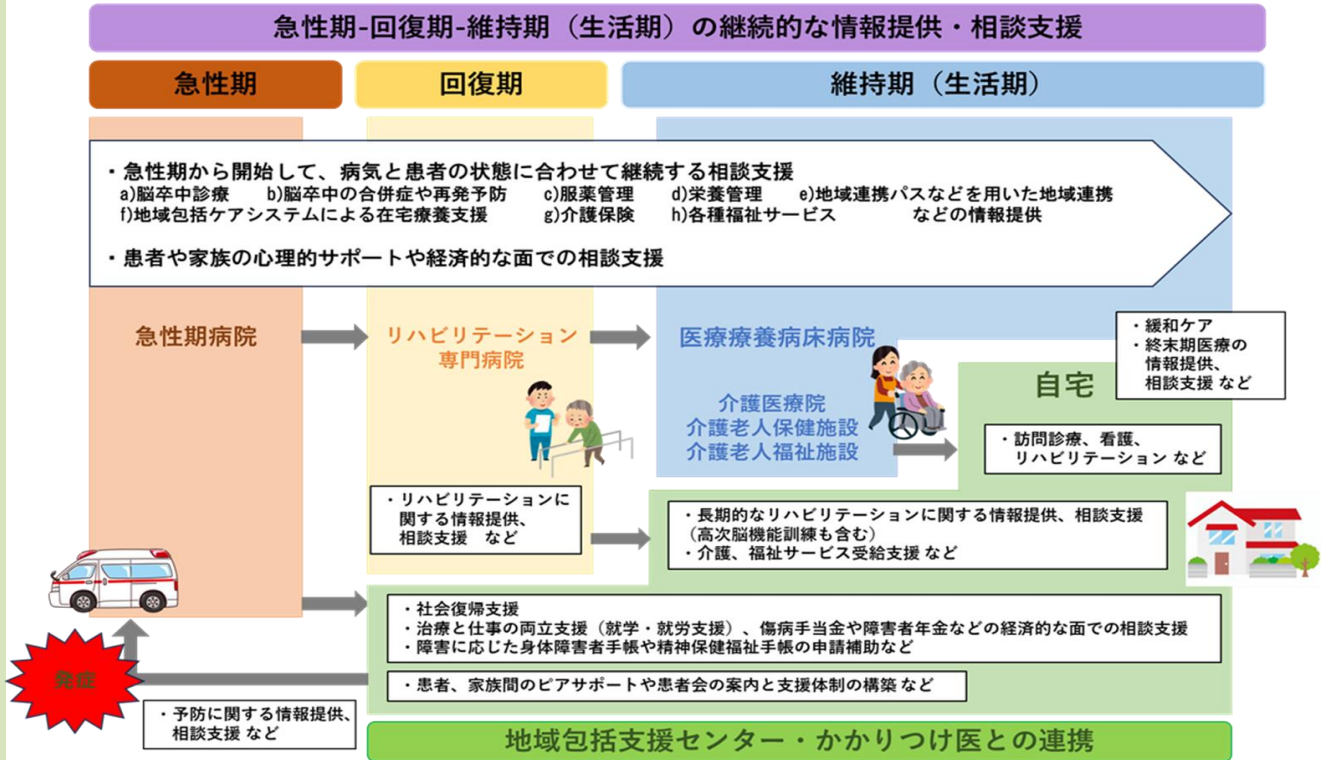 急性期-回復期-維持期（生活期）の継続的な情報提供・相談支援
急性期
回復期
維持期（生活期）
・急性期から開始して、病気と患者の状態に合わせて継続する相談支援
a)脳卒中診療　b)脳卒中の合併症や再発予防　c)服薬管理　d)栄養管理　e)地域連携パスなどを用いた地域連携
f)地域包括ケアシステムによる在宅療養支援　g)介護保険　h)各種福祉サービス　などの情報提供
・患者や家族の心理的サポートや経済的な面での相談支援
急性期病院
リハビリテーション
専門病院
医療療養病床病院
介護医療院
介護老人保健施設
介護老人福祉施設
自宅
・緩和ケア
・終末期医療の
情報提供、
相談支援 など
・訪問診療、看護、
リハビリテーション など
・リハビリテーションに
関する情報提供、
相談支援　など
・長期的なリハビリテーションに関する情報提供、相談支援
（高次脳機能訓練も含む）
・介護、福祉サービス受給支援 など
・社会復帰支援
・治療と仕事の両立支援（就学・就労支援）、傷病手当金や障害者年金などの経済的な面での相談支援
・障害に応じた身体障害者手帳や精神保健福祉手帳の申請補助など
・患者、家族間のピアサポートや患者会の案内と支援体制の構築 など
発症
・予防に関する情報提供、
相談支援 など
地域包括支援センター・かかりつけ医との連携